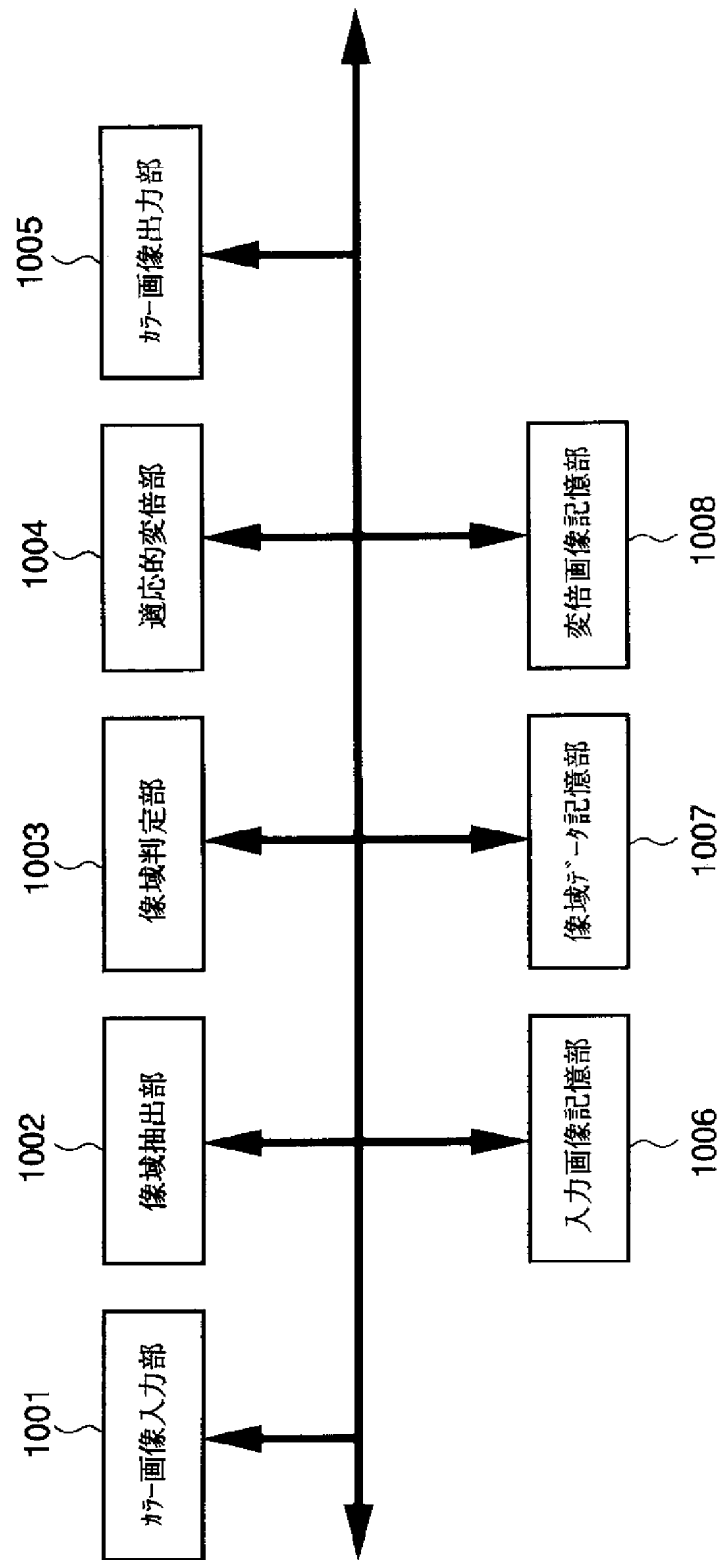 1001
カラー画像入力部
1002
像域抽出部
1003
像域判定部
1004
適応的変倍部
1005
カラー画像出力部
入力画像記憶部
1006
像域データ記憶部
1007
変倍画像記憶部
1008